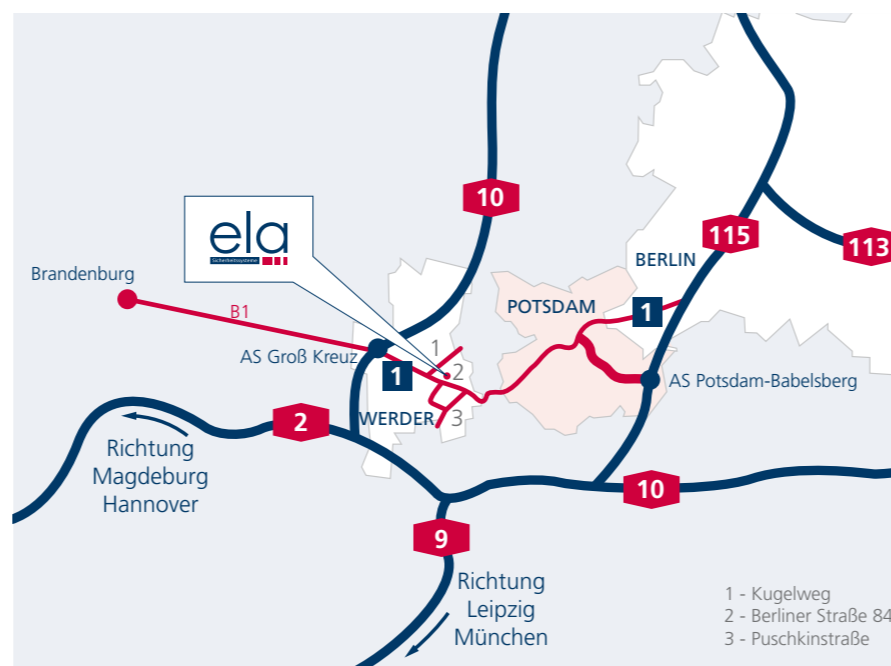 10
ela
Sicherheitssysteme
115
113
BERLIN
Brandenburg
POTSDAM
1
B1
AS Groß Kreuz
1
1
2
AS Potsdam-Babelsberg
WERDER
3
2
Richtung
Magdeburg
Hannover
10
9
Richtung
Leipzig
München
1 - Kugelweg
2 - Berliner Straße 84
3 - Puschkinstraße